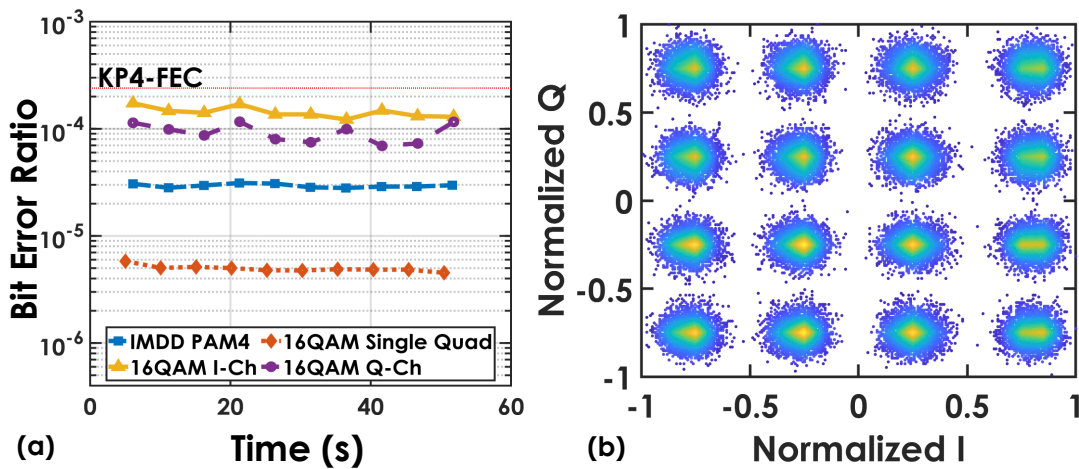 10⁻³
KP4-FEC
10⁻⁴
10⁻⁵
10⁻⁶
Bit Error Ratio
IMDD PAM4
16QAM Single Quad
16QAM I-Ch
16QAM Q-Ch
0
20
40
60
Time (s)
(a)
1
0.5
0
-0.5
-1
Normalized Q
-1
-0.5
0
0.5
1
Normalized I
(b)